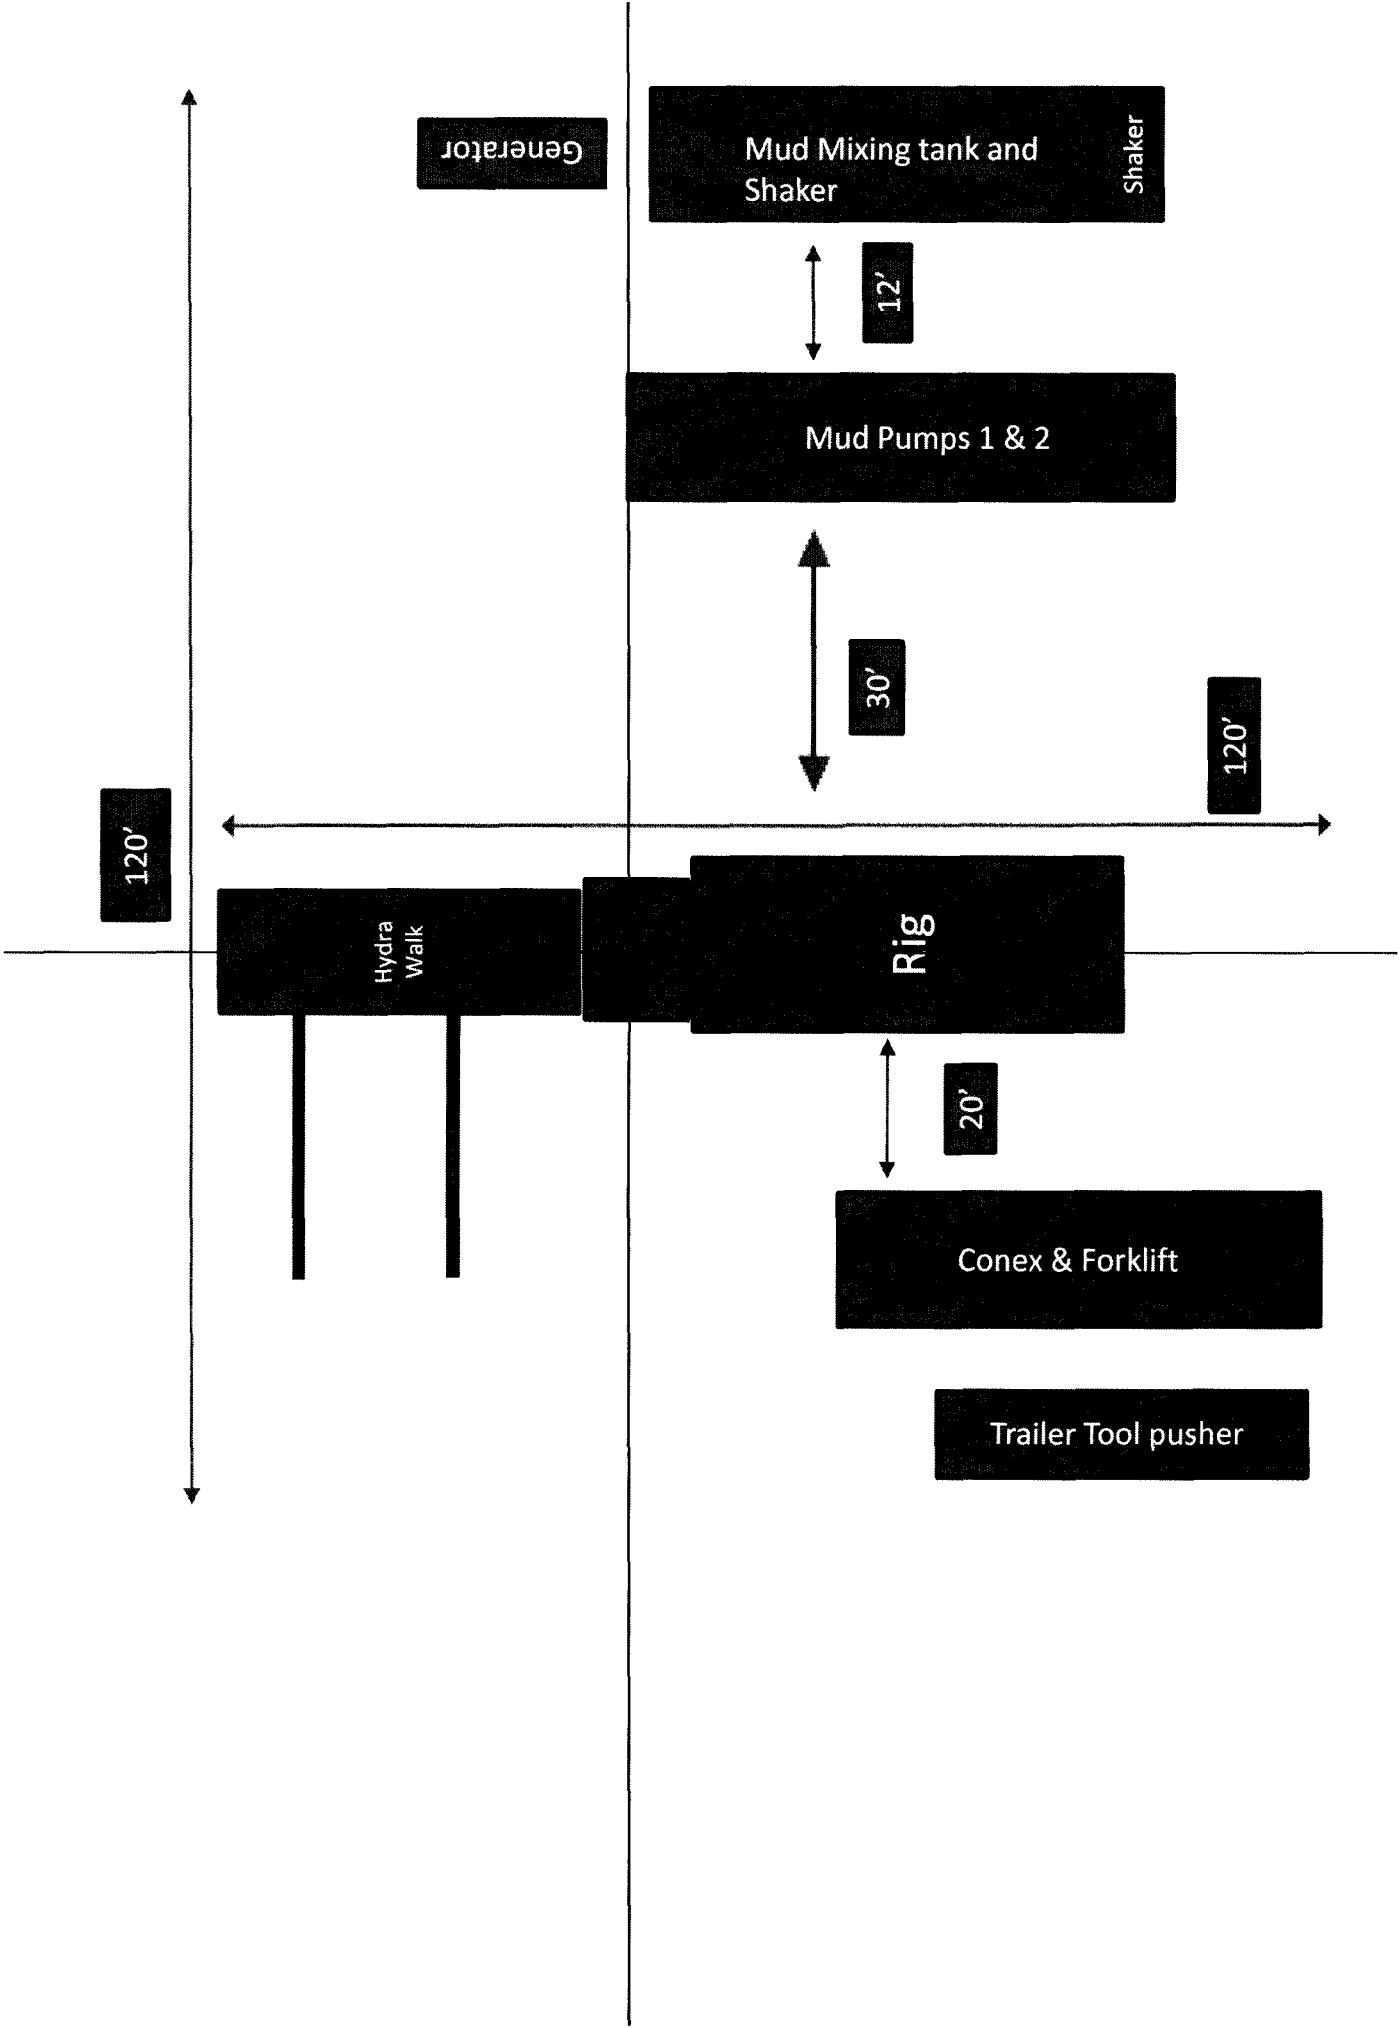 Generator
Mud Mixing tank and
Shaker
Shaker
12'
Mud Pumps 1 & 2
30'
120'
120'
Hydra
Walk
Rig
20'
Conex & Forklift
Trailer Tool pusher